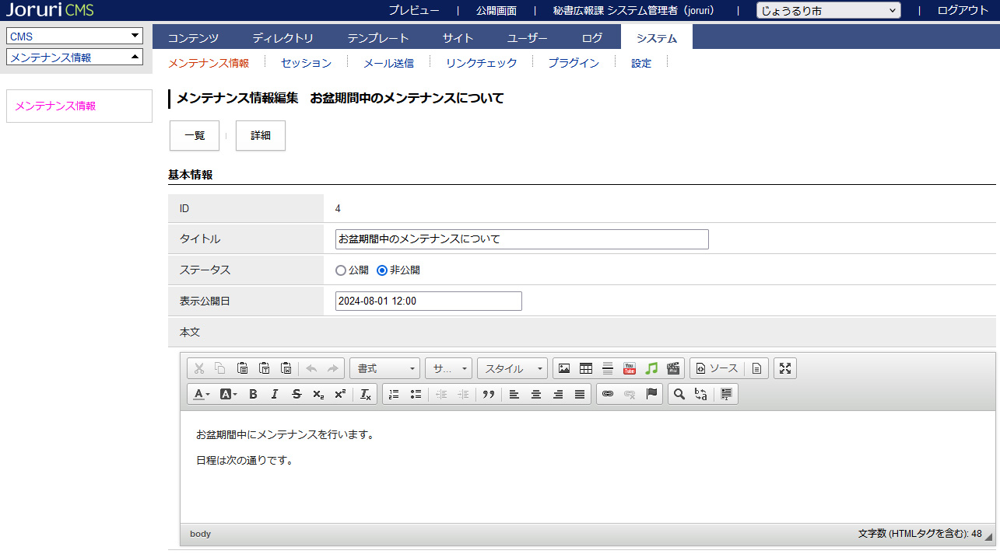 Joruri CMS プレビュー | 公開画面 | 秘書広報課 システム管理者（joruri） | じょうるり市 | ログアウト
CMS
メンテナンス情報
コンテンツ ディレクトリ テンプレート サイト ユーザー ログ システム
メンテナンス情報 セッション メール送信 リンクチェック プラグイン 設定
メンテナンス情報
メンテナンス情報編集 お盆期間中のメンテナンスについて
一覧 詳細
基本情報
ID 4
タイトル お盆期間中のメンテナンスについて
ステータス 公開 非公開
表示公開日 2024-08-01 12:00
本文
書式 サ... スタイル You Tube ソース
A A B I S x₂ x² Tx
お盆期間中にメンテナンスを行います。
日程は次の通りです。
body 文字数 (HTMLタグを含む): 48